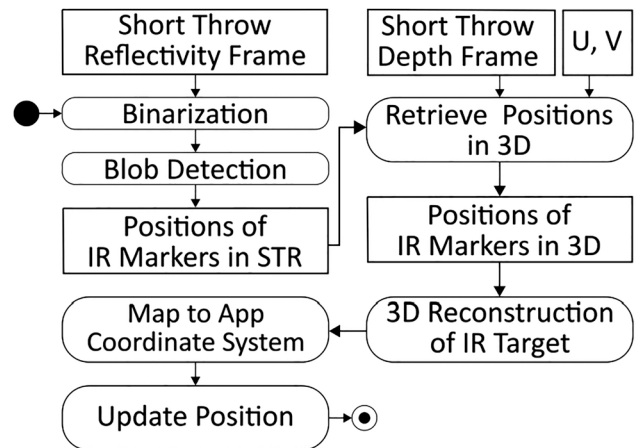 Short Throw
Reflectivity Frame
Binarization
Blob Detection
Positions of
IR Markers in STR
Short Throw
Depth Frame
U, V
Retrieve Positions
in 3D
Positions of
IR Markers in 3D
3D Reconstruction
of IR Target
Map to App
Coordinate System
Update Position